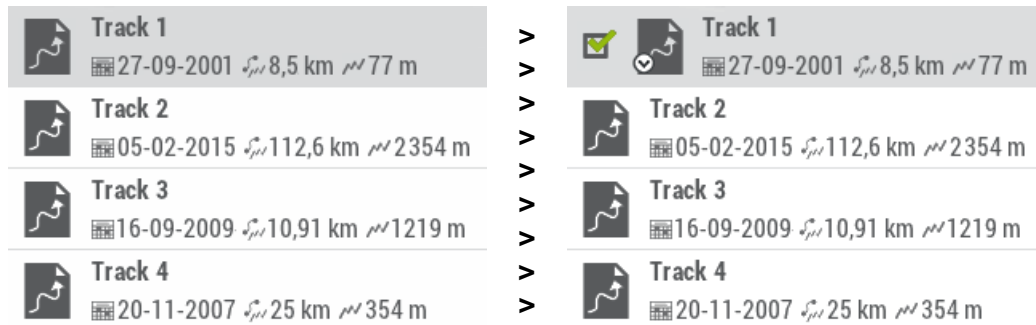 Track 1
27-09-2001 8,5 km 77 m
Track 2
05-02-2015 112,6 km 2354 m
Track 3
16-09-2009 10,91 km 1219 m
Track 4
20-11-2007 25 km 354 m
>
>
>
>
>
>
>
>
>
Track 1
27-09-2001 8,5 km 77 m
Track 2
05-02-2015 112,6 km 2354 m
Track 3
16-09-2009 10,91 km 1219 m
Track 4
20-11-2007 25 km 354 m